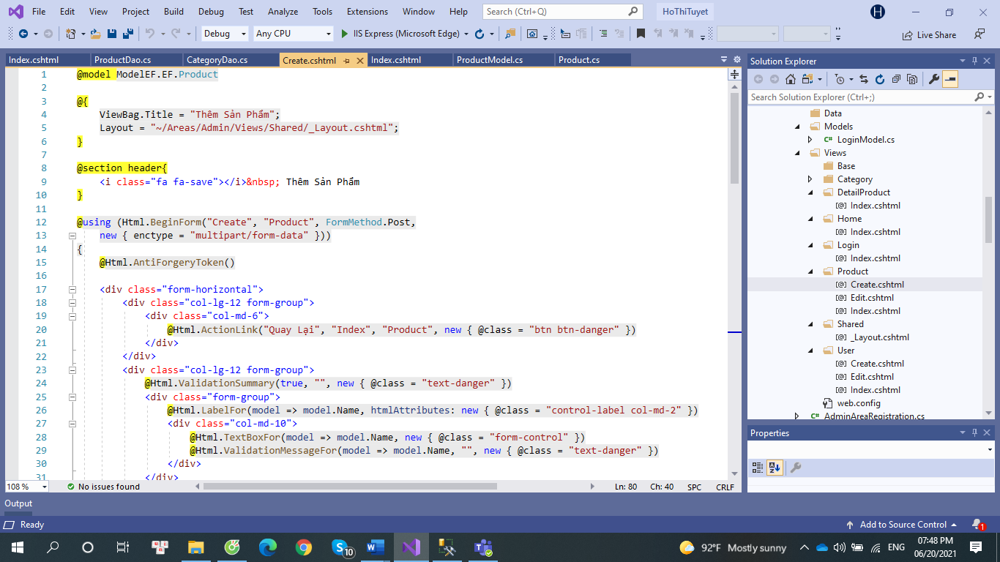 File Edit View Project Build Debug Test Analyze Tools Extensions Window Help Search (Ctrl+Q) HoThiTuyet H
Debug Any CPU IIS Express (Microsoft Edge) Live Share
Index.cshtml ProductDao.cs CategoryDao.cs Create.cshtml Index.cshtml ProductModel.cs Product.cs
1 @model ModelEF.EF.Product
2
3 @{
4 ViewBag.Title = "Thêm Sản Phẩm";
5 Layout = "~/Areas/Admin/Views/Shared/_Layout.cshtml";
6 }
7
8 @section header{
9 <i class="fa fa-save"></i>&nbsp; Thêm Sản Phẩm
10 }
11
12 @using (Html.BeginForm("Create", "Product", FormMethod.Post,
13 new { enctype = "multipart/form-data" }))
14 {
15 @Html.AntiForgeryToken()
16
17 <div class="form-horizontal">
18 <div class="col-lg-12 form-group">
19 <div class="col-md-6">
20 @Html.ActionLink("Quay Lại", "Index", "Product", new { @class = "btn btn-danger" })
21 </div>
22 </div>
23 <div class="col-lg-12 form-group">
24 @Html.ValidationSummary(true, "", new { @class = "text-danger" })
25 <div class="form-group">
26 @Html.LabelFor(model => model.Name, htmlAttributes: new { @class = "control-label col-md-2" })
27 <div class="col-md-10">
28 @Html.TextBoxFor(model => model.Name, new { @class = "form-control" })
29 @Html.ValidationMessageFor(model => model.Name, "", new { @class = "text-danger" })
30 </div>
31 </div>
108 % No issues found Ln: 80 Ch: 40 SPC CRLF
Solution Explorer
Search Solution Explorer (Ctrl+;)
Data
Models
C# LoginModel.cs
Views
Base
Category
DetailProduct
[@] Index.cshtml
Home
[@] Index.cshtml
Login
[@] Index.cshtml
Product
[@] Create.cshtml
[@] Edit.cshtml
[@] Index.cshtml
Shared
[@] _Layout.cshtml
User
[@] Create.cshtml
[@] Edit.cshtml
[@] Index.cshtml
web.config
C# AdminAreaRegistration.cs
Properties
Output
Ready Add to Source Control 1
10 92°F Mostly sunny ENG 07:48 PM
06/20/2021